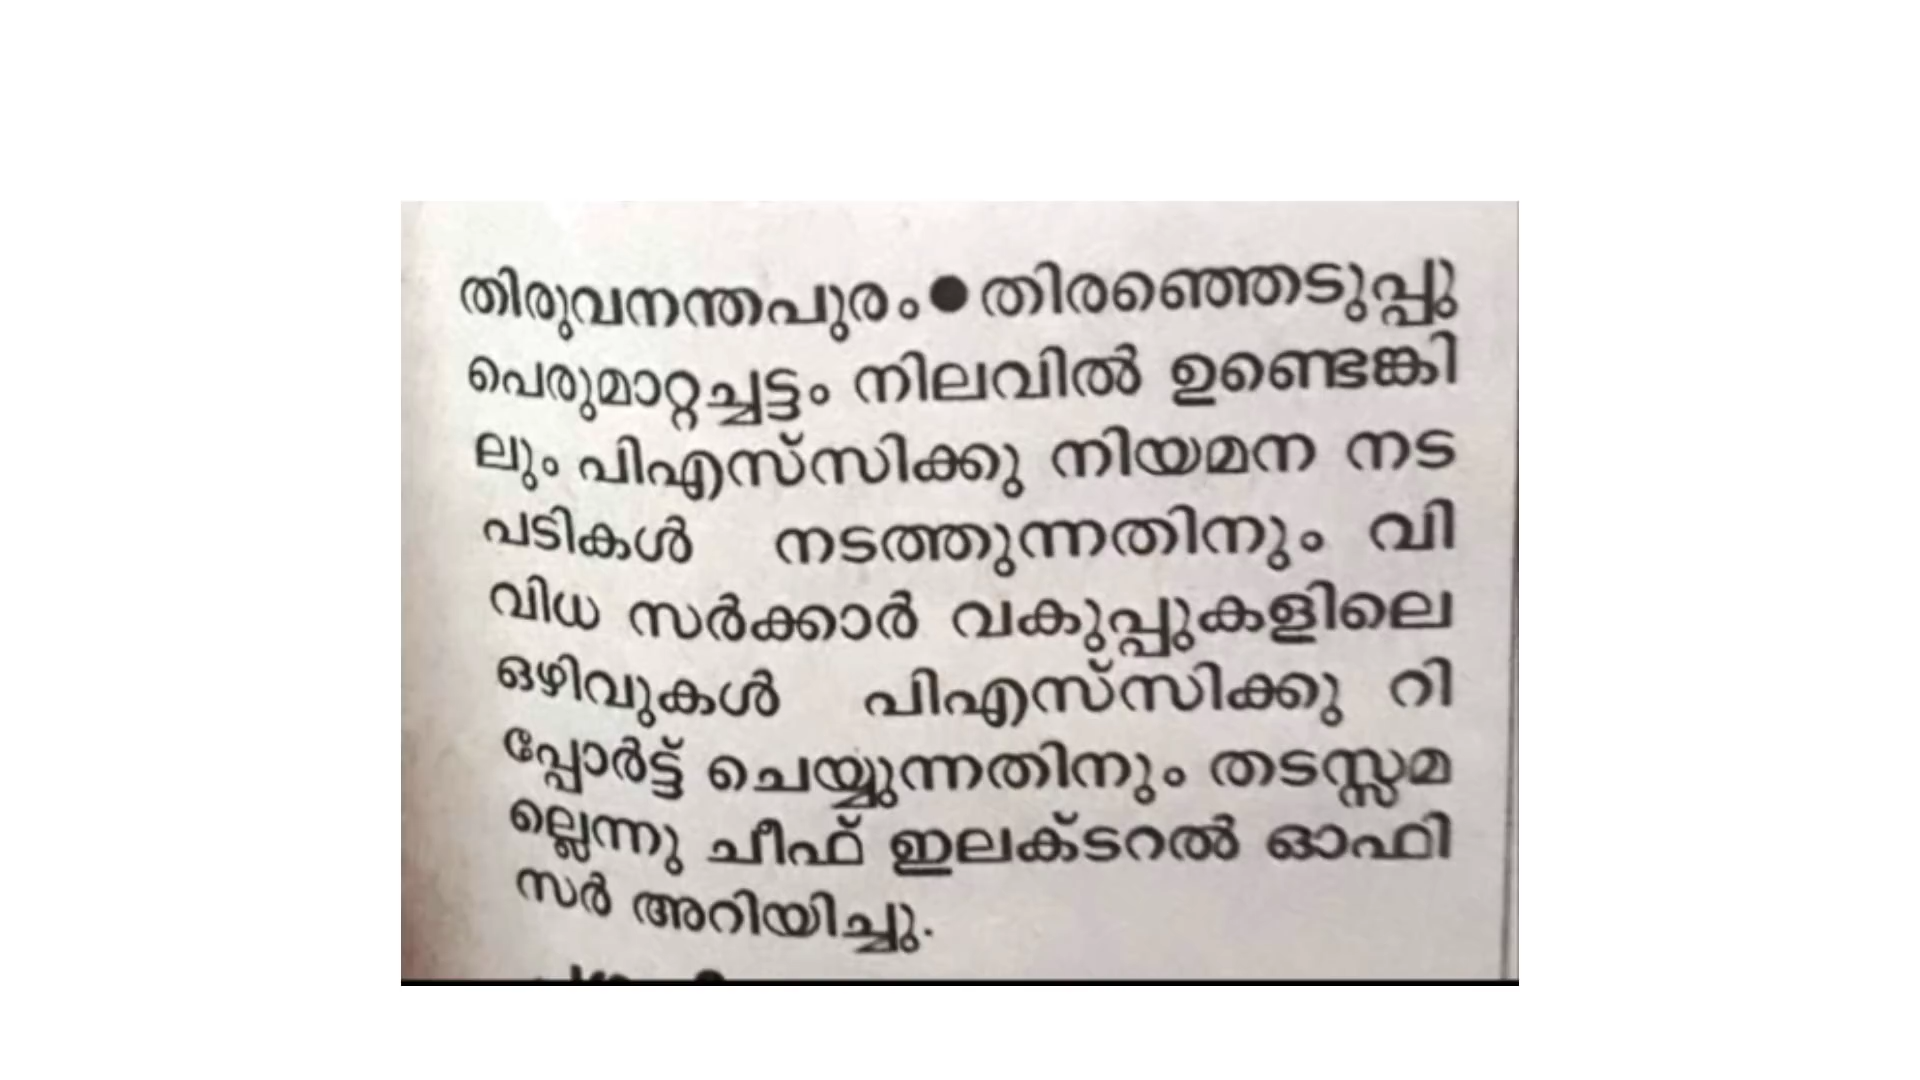 തിരുവനന്തപുരം●തിരഞ്ഞെടുപ്പു
പെരുമാറ്റച്ചട്ടം നിലവിൽ ഉണ്ടെങ്കി
ലും പിഎസ്‌സിക്കു നിയമന നട
പടികൾ നടത്തുന്നതിനും വി
വിധ സർക്കാർ വകുപ്പുകളിലെ
ഒഴിവുകൾ പിഎസ്‌സിക്കു റി
പ്പോർട്ട് ചെയ്യുന്നതിനും തടസ്സമ
ല്ലെന്നു ചീഫ് ഇലക്ടറൽ ഓഫി
സർ അറിയിച്ചു.